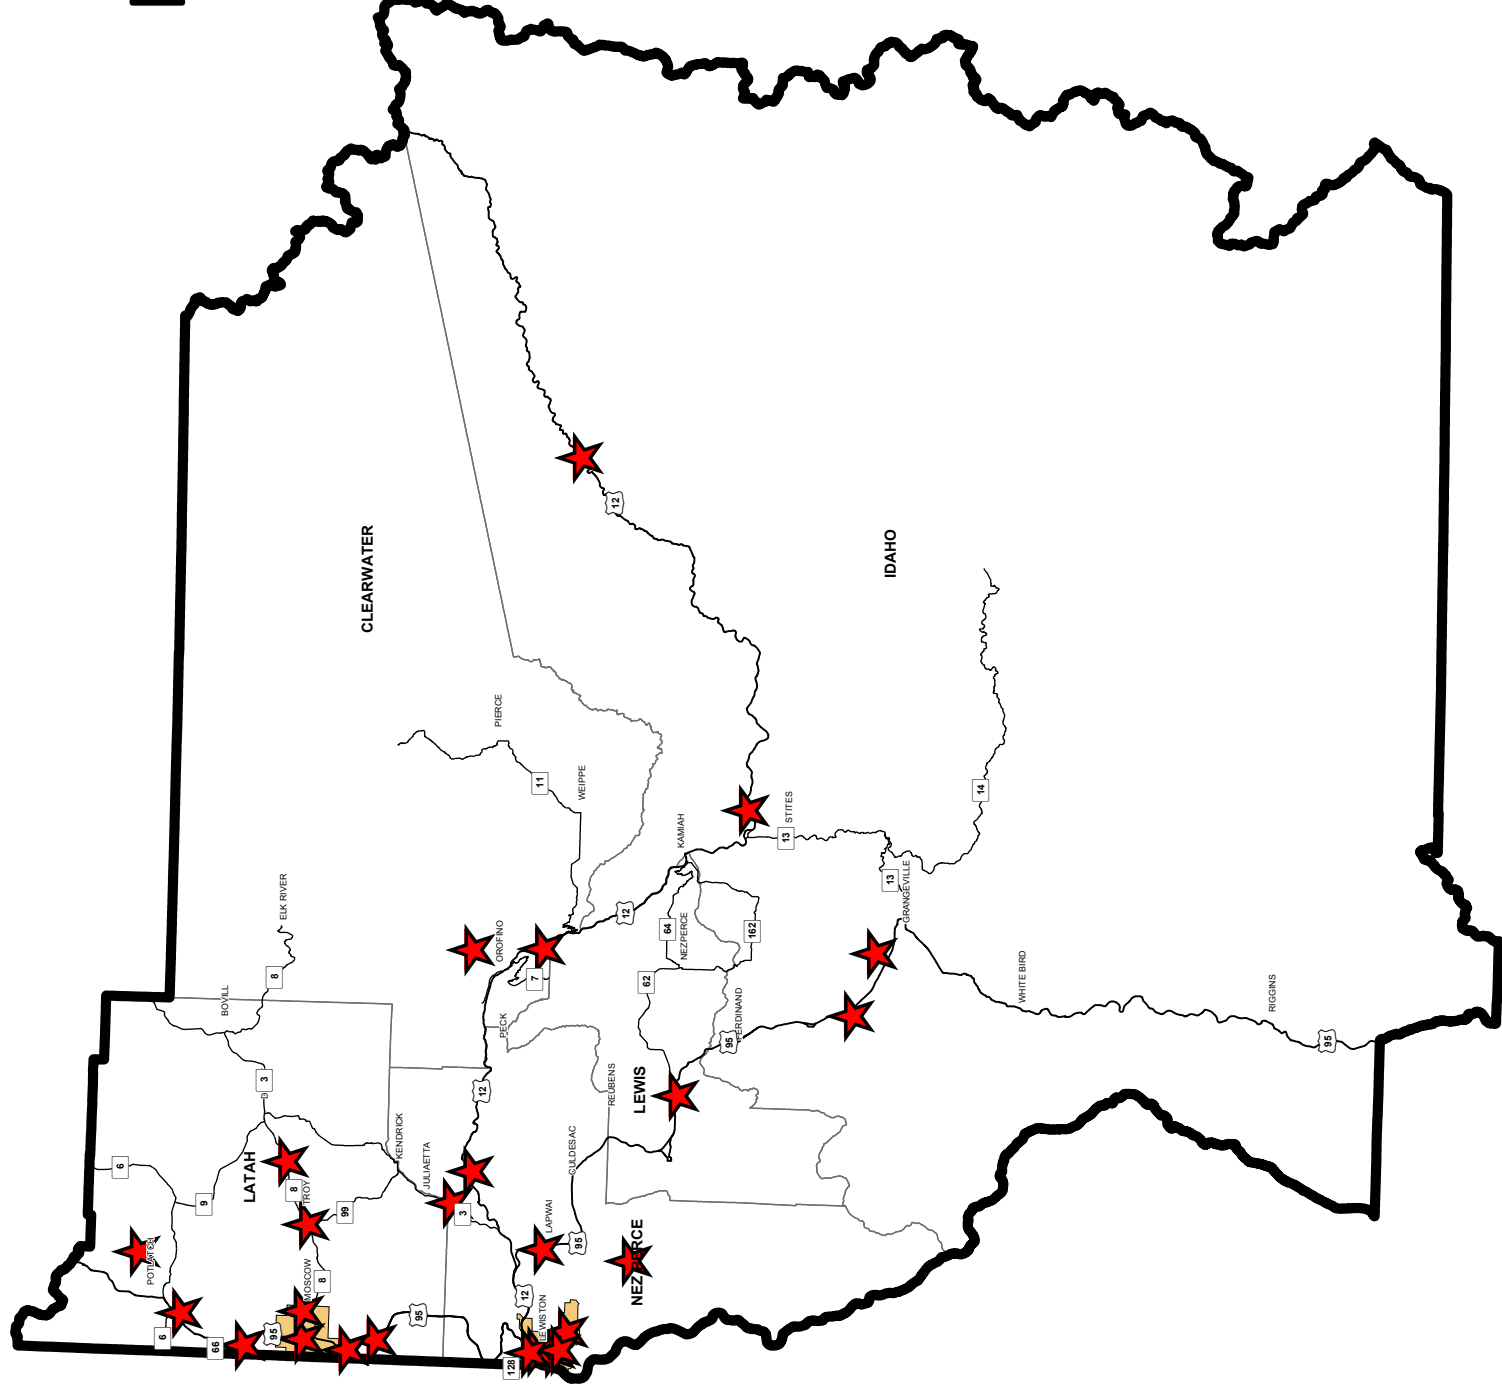 CLEARWATER
12
IDAHO
PIERCE
11
WEIPPE
14
STITES
13
KAMIAH
13
GRANGEVILLE
ELK RIVER
12
64
NEZPERCE
162
OROFINO
7
8
BOVILL
62
WHITE BIRD
RIGGINS
95
FERDINAND
95
PECK
3
12
REUBENS
LEWIS
KENDRICK
JULIAETTA
CULDESAC
6
LATAH
9
8
TROY
99
3
LAPWAI
95
POTLATCH
NEZ PERCE
MOSCOW
8
12
LEWISTON
95
6
95
66
128